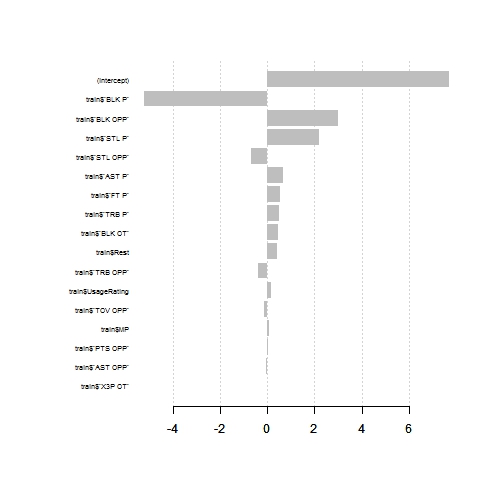 (Intercept)
train$`BLK P`
train$`BLK OPP`
train$`STL P`
train$`STL OPP`
train$`AST P`
train$`FT P`
train$`TRB P`
train$`BLK OT`
train$Rest
train$`TRB OPP`
train$UsageRating
train$`TOV OPP`
train$MP
train$`PTS OPP`
train$`AST OPP`
train$`X3P OT`
-4 -2 0 2 4 6